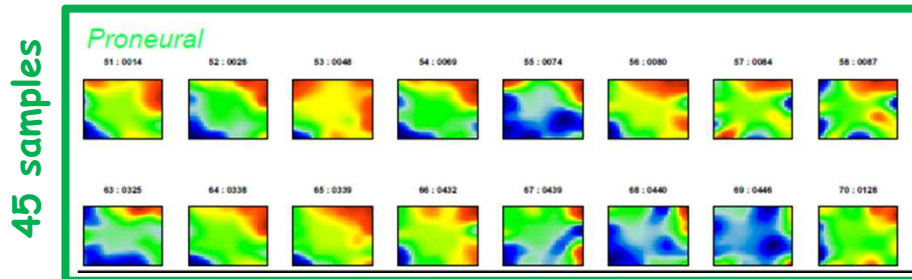 45 samples
Proneural
51 : 0014 52 : 0026 53 : 0048 54 : 0069 55 : 0074 56 : 0080 57 : 0084 58 : 0087
63 : 0325 64 : 0338 65 : 0339 66 : 0432 67 : 0439 68 : 0440 69 : 0446 70 : 0128